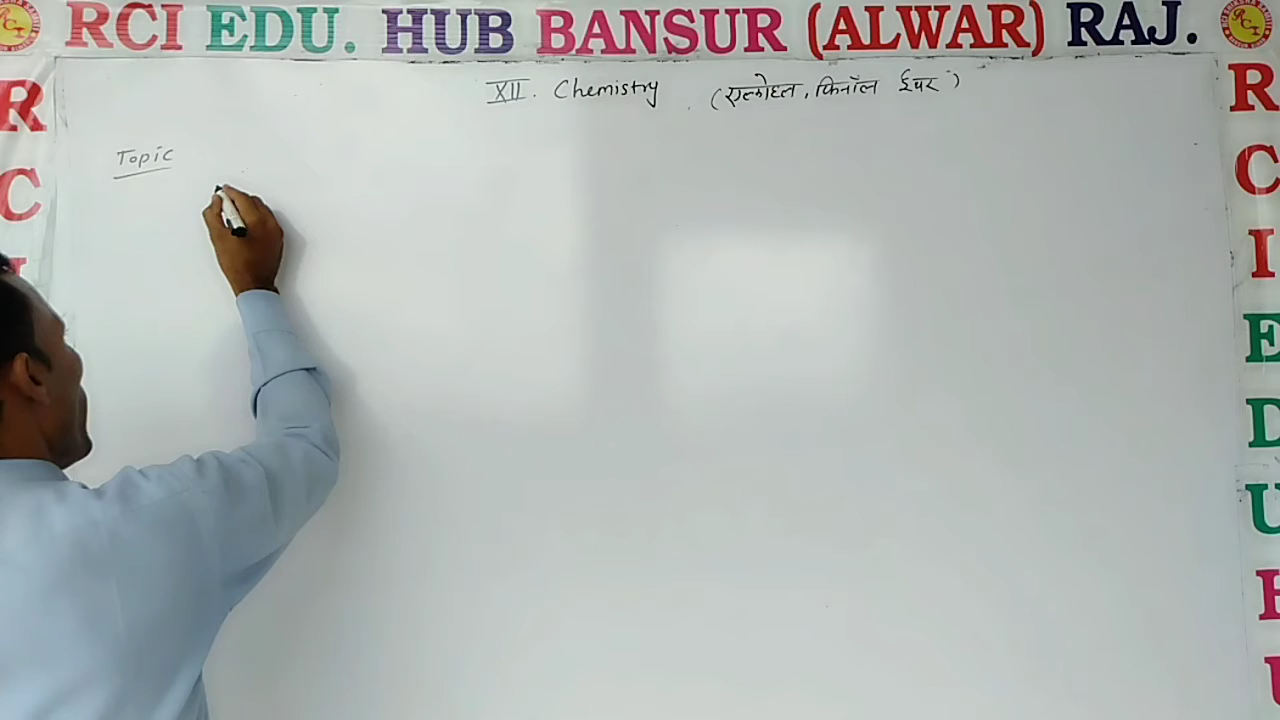 RCI EDU. HUB BANSUR (ALWAR) RAJ.
XII. Chemistry (एल्कोहल, फिनॉल ईथर)
Topic
R
C
I
R
C
I
E
D
U
H
U